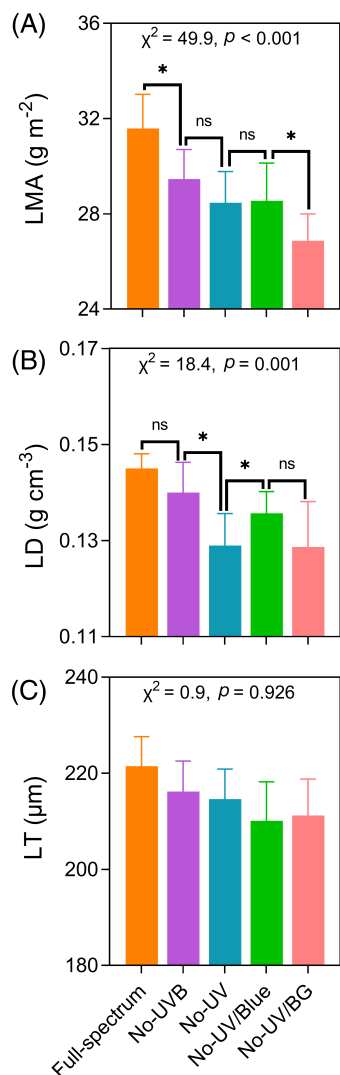 (A)
36
χ² = 49.9, p < 0.001
*
ns
ns
*
32
28
24
LMA (g m⁻²)
(B)
0.17
χ² = 18.4, p = 0.001
ns
*
*
ns
0.15
0.13
0.11
LD (g cm⁻³)
(C)
240
χ² = 0.9, p = 0.926
220
200
180
LT (μm)
Full-spectrum
No-UVB
No-UV
No-UV/Blue
No-UV/BG